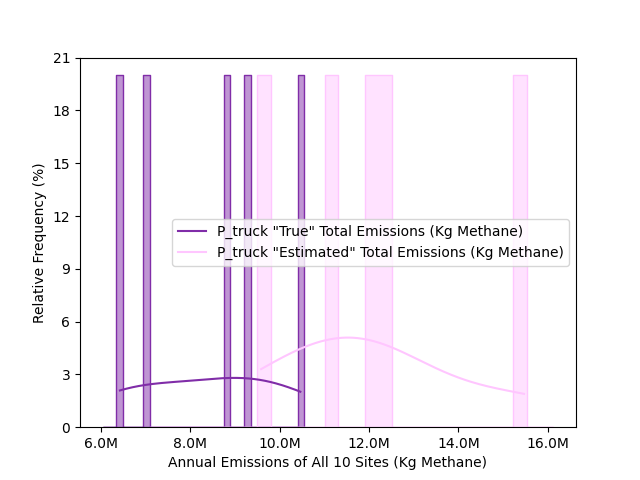 21
18
15
12
9
6
3
0
Relative Frequency (%)
P_truck "True" Total Emissions (Kg Methane)
P_truck "Estimated" Total Emissions (Kg Methane)
6.0M 8.0M 10.0M 12.0M 14.0M 16.0M
Annual Emissions of All 10 Sites (Kg Methane)